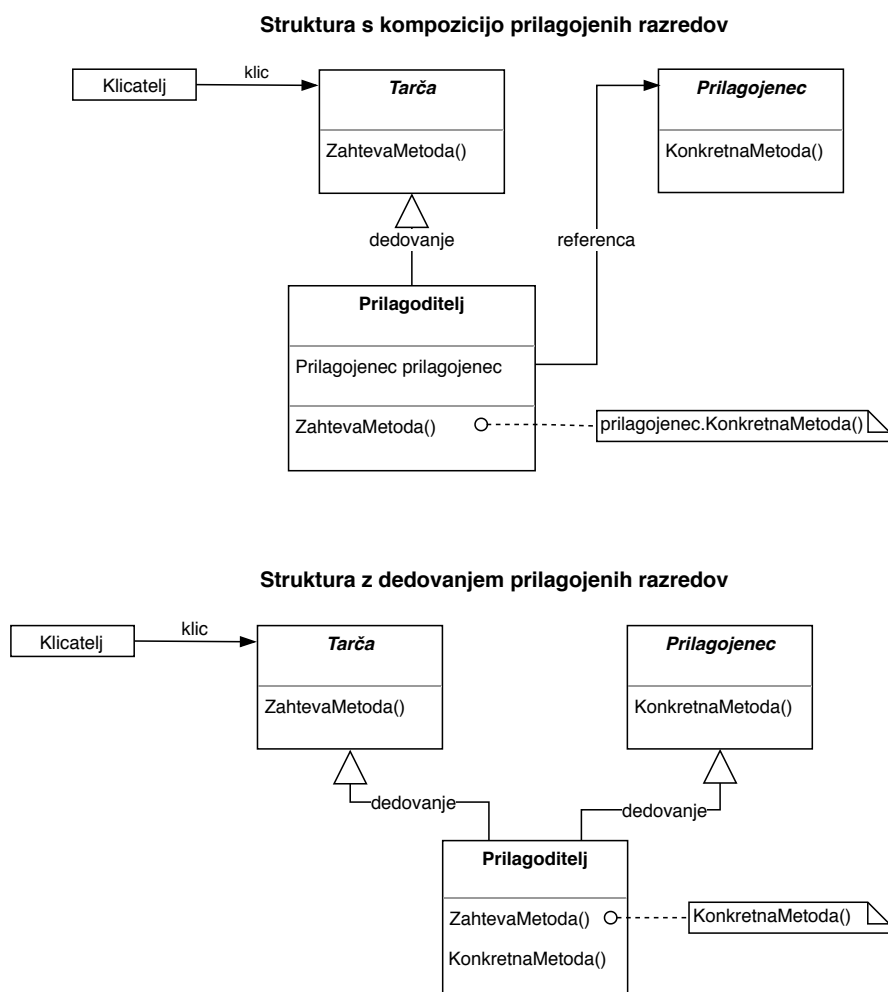 Struktura s kompozicijo prilagojenih razredov
Klicatelj
klic
Tarča
Prilagojenec
ZahtevaMetoda()
KonkretnaMetoda()
dedovanje
referenca
Prilagoditelj
Prilagojenec prilagojenec
ZahtevaMetoda()
prilagojenec.KonkretnaMetoda()
Struktura z dedovanjem prilagojenih razredov
Klicatelj
klic
Tarča
Prilagojenec
ZahtevaMetoda()
KonkretnaMetoda()
dedovanje
dedovanje
Prilagoditelj
ZahtevaMetoda()
KonkretnaMetoda()
KonkretnaMetoda()